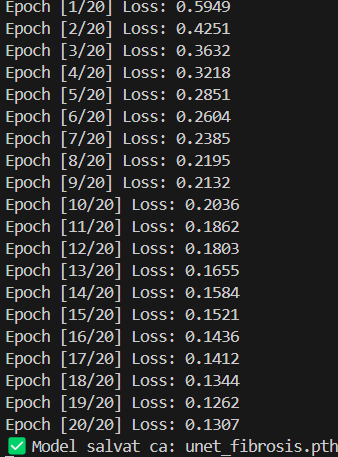 Epoch [1/20] Loss: 0.5949
Epoch [2/20] Loss: 0.4251
Epoch [3/20] Loss: 0.3632
Epoch [4/20] Loss: 0.3218
Epoch [5/20] Loss: 0.2851
Epoch [6/20] Loss: 0.2604
Epoch [7/20] Loss: 0.2385
Epoch [8/20] Loss: 0.2195
Epoch [9/20] Loss: 0.2132
Epoch [10/20] Loss: 0.2036
Epoch [11/20] Loss: 0.1862
Epoch [12/20] Loss: 0.1803
Epoch [13/20] Loss: 0.1655
Epoch [14/20] Loss: 0.1584
Epoch [15/20] Loss: 0.1521
Epoch [16/20] Loss: 0.1436
Epoch [17/20] Loss: 0.1412
Epoch [18/20] Loss: 0.1344
Epoch [19/20] Loss: 0.1262
Epoch [20/20] Loss: 0.1307
✅ Model salvat ca: unet_fibrosis.pth